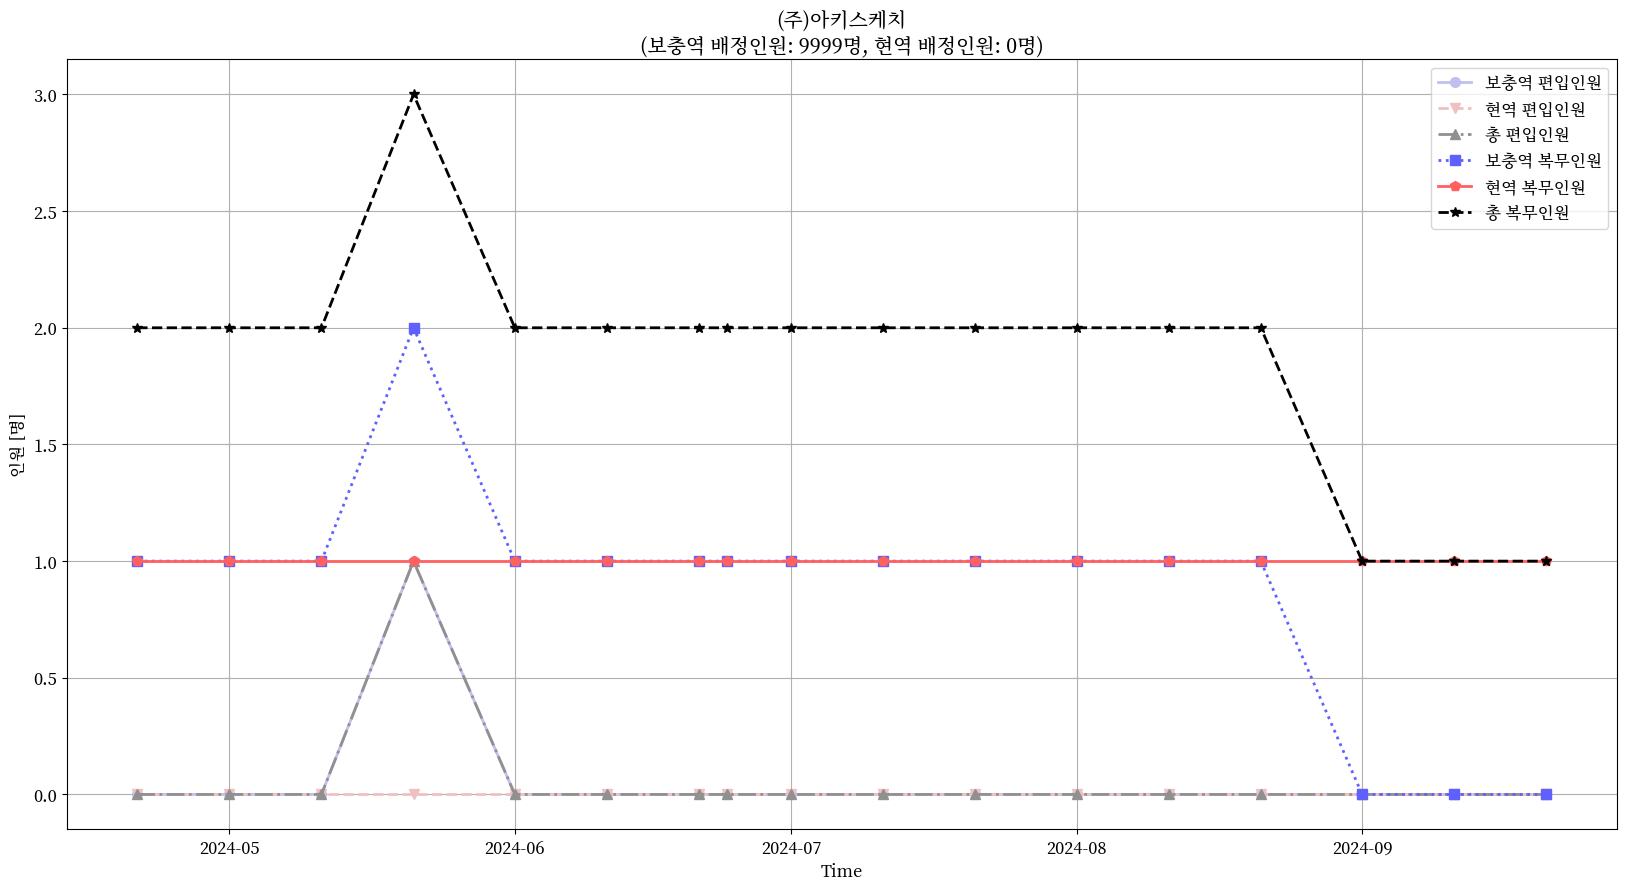 (주)아키스케치
(보충역 배정인원: 9999명, 현역 배정인원: 0명)
보충역 편입인원
현역 편입인원
총 편입인원
보충역 복무인원
현역 복무인원
총 복무인원
인원 [명]
3.0
2.5
2.0
1.5
1.0
0.5
0.0
2024-05 2024-06 2024-07 2024-08 2024-09
Time